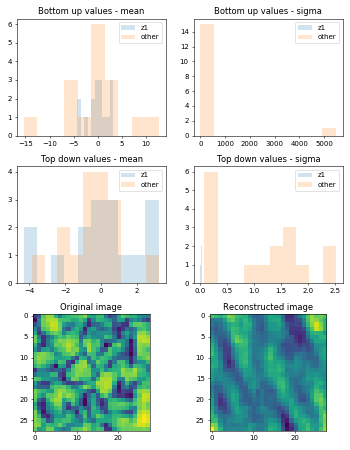 Bottom up values - mean
Bottom up values - sigma
z1
other
z1
other
6
5
4
3
2
1
0
14
12
10
8
6
4
2
0
−15 −10 −5 0 5 10
0 1000 2000 3000 4000 5000
Top down values - mean
Top down values - sigma
z1
other
z1
other
4
3
2
1
0
6
5
4
3
2
1
0
−4 −2 0 2
0.0 0.5 1.0 1.5 2.0 2.5
Original image
Reconstructed image
0
5
10
15
20
25
0
5
10
15
20
25
0 10 20
0 10 20